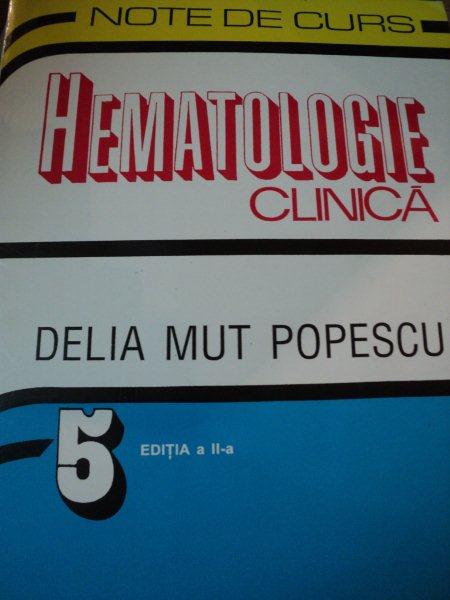 NOTE DE CURS
HEMATOLOGIE
CLINICĂ
DELIA MUT POPESCU
5
EDIȚIA a II-a